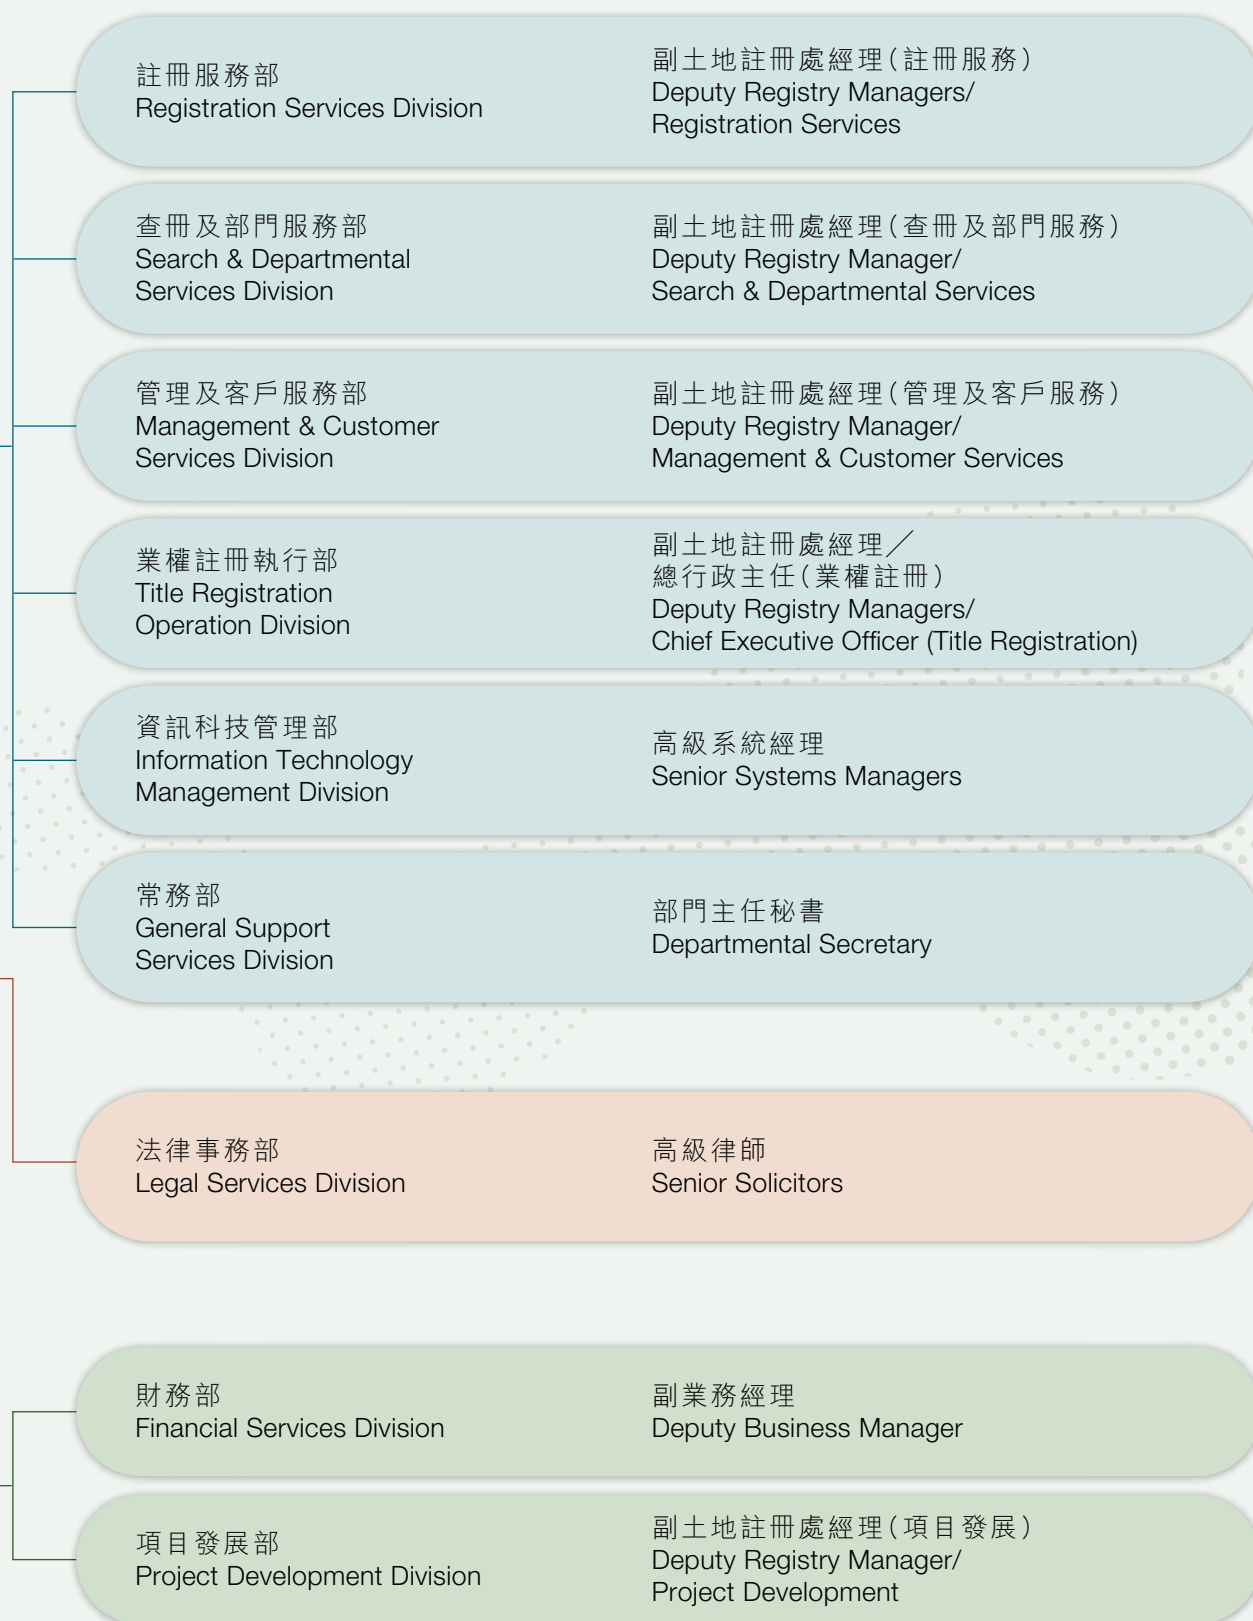 註冊服務部
Registration Services Division
副土地註冊處經理(註冊服務)
Deputy Registry Managers/
Registration Services
查冊及部門服務部
Search & Departmental
Services Division
副土地註冊處經理(查冊及部門服務)
Deputy Registry Manager/
Search & Departmental Services
管理及客戶服務部
Management & Customer
Services Division
副土地註冊處經理(管理及客戶服務)
Deputy Registry Manager/
Management & Customer Services
業權註冊執行部
Title Registration
Operation Division
副土地註冊處經理／
總行政主任(業權註冊)
Deputy Registry Managers/
Chief Executive Officer (Title Registration)
資訊科技管理部
Information Technology
Management Division
高級系統經理
Senior Systems Managers
常務部
General Support
Services Division
部門主任秘書
Departmental Secretary
法律事務部
Legal Services Division
高級律師
Senior Solicitors
財務部
Financial Services Division
副業務經理
Deputy Business Manager
項目發展部
Project Development Division
副土地註冊處經理(項目發展)
Deputy Registry Manager/
Project Development